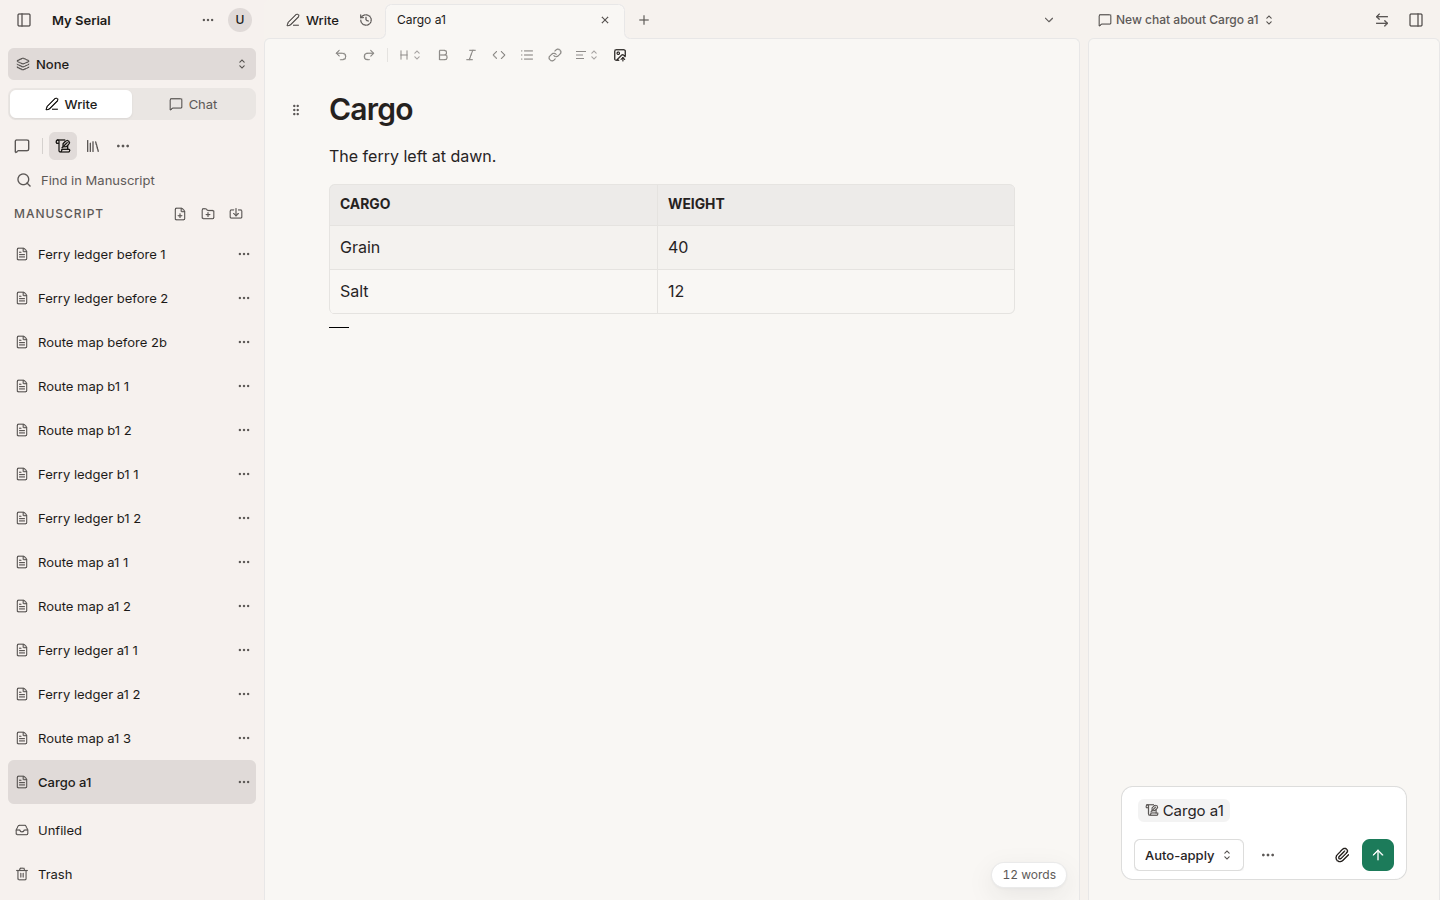 My Serial
U
None
Write
Chat
Find in Manuscript
MANUSCRIPT
Ferry ledger before 1
Ferry ledger before 2
Route map before 2b
Route map b1 1
Route map b1 2
Ferry ledger b1 1
Ferry ledger b1 2
Route map a1 1
Route map a1 2
Ferry ledger a1 1
Ferry ledger a1 2
Route map a1 3
Cargo a1
Unfiled
Trash
Write
Cargo a1
H
B
I
Cargo
The ferry left at dawn.
CARGO WEIGHT
Grain 40
Salt 12
12 words
New chat about Cargo a1
Cargo a1
Auto-apply